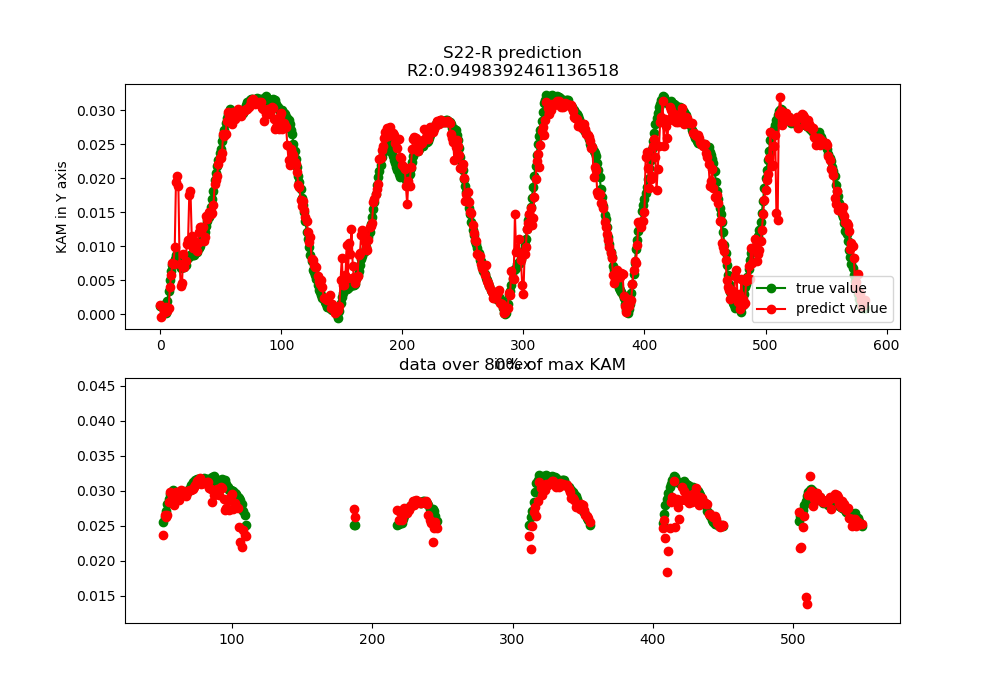 S22-R prediction
R2:0.9498392461136518
KAM in Y axis
0.030
0.025
0.020
0.015
0.010
0.005
0.000
true value
predict value
0 100 200 300 400 500 600
index
data over 80% of max KAM
0.045
0.040
0.035
0.030
0.025
0.020
0.015
100 200 300 400 500